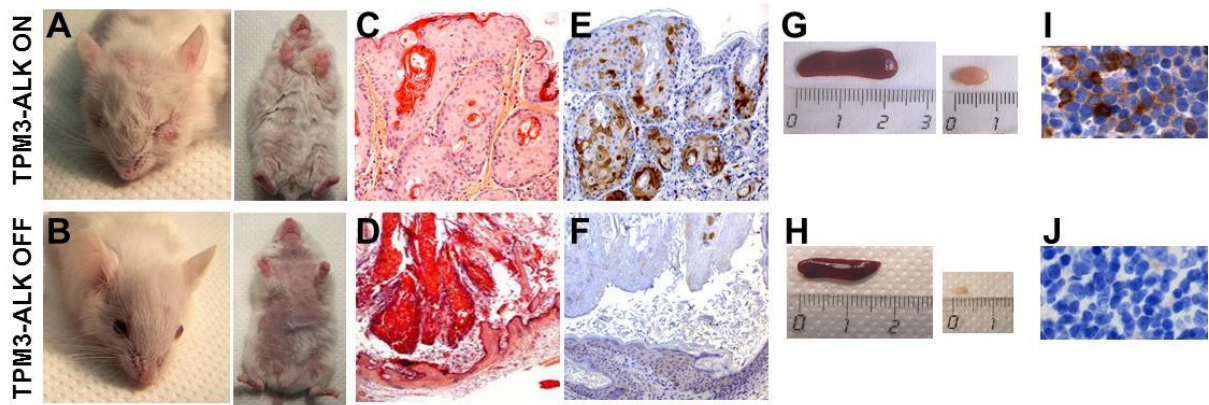 TPM3-ALK ON
A
C
E
G
0 1 2 3
0 1
I
TPM3-ALK OFF
B
D
F
H
0 1 2
0 1
J